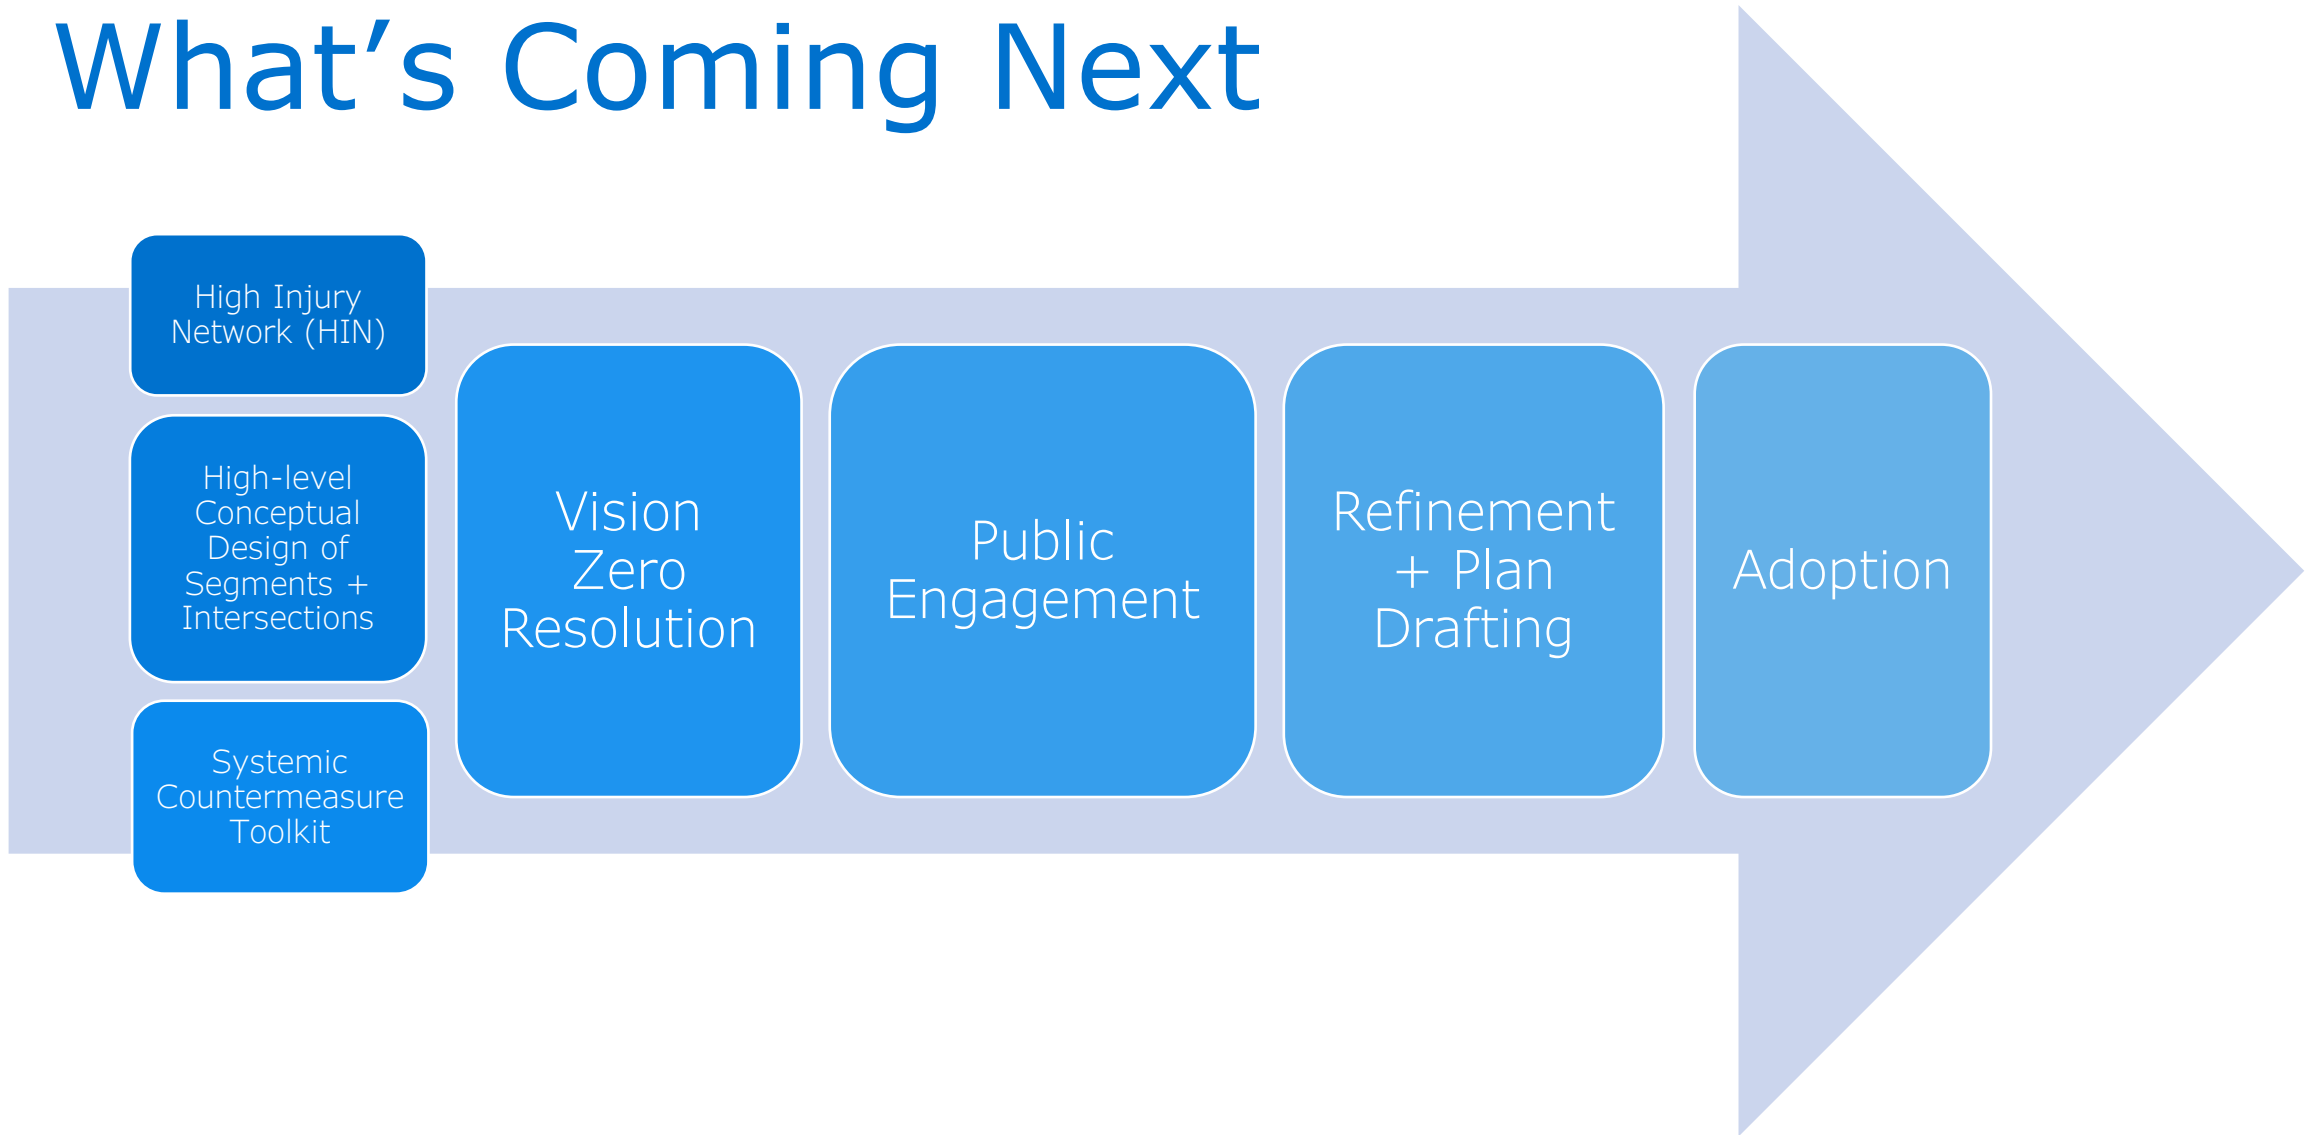 What’s Coming Next
High Injury
Network (HIN)
High-level
Conceptual
Design of
Segments +
Intersections
Systemic
Countermeasure
Toolkit
Vision
Zero
Resolution
Public
Engagement
Refinement
+ Plan
Drafting
Adoption